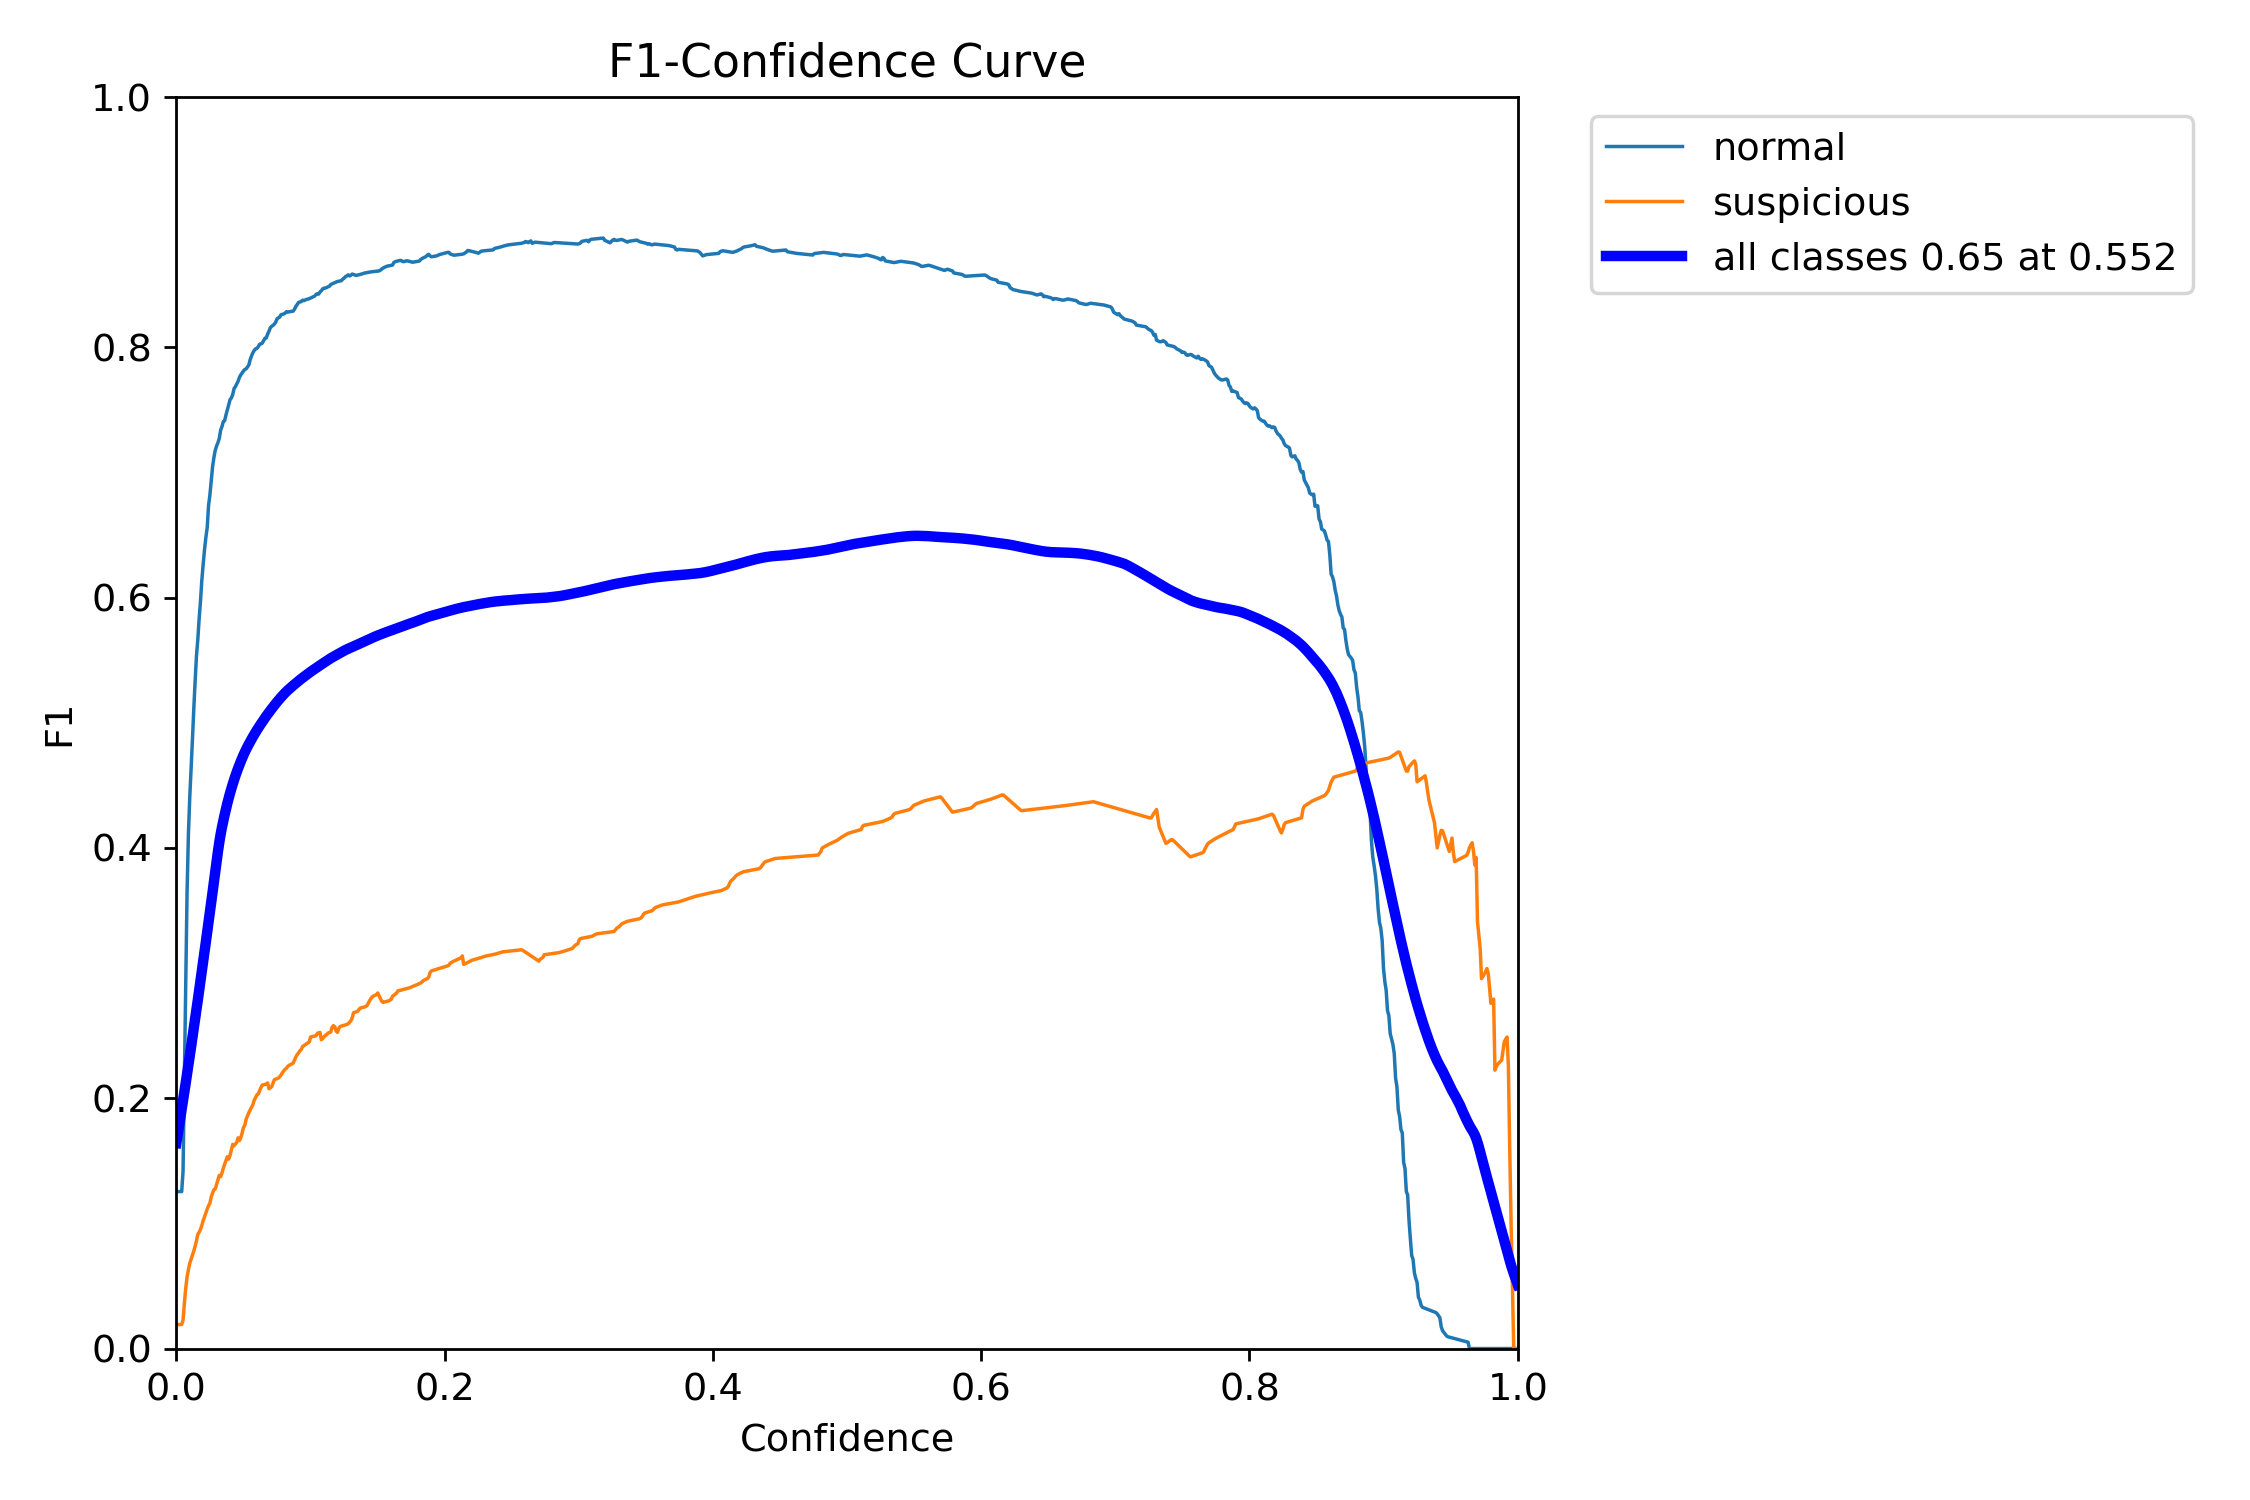 F1-Confidence Curve
1.0
0.8
0.6
0.4
0.2
0.0
F1
0.0 0.2 0.4 0.6 0.8 1.0
Confidence
normal
suspicious
all classes 0.65 at 0.552